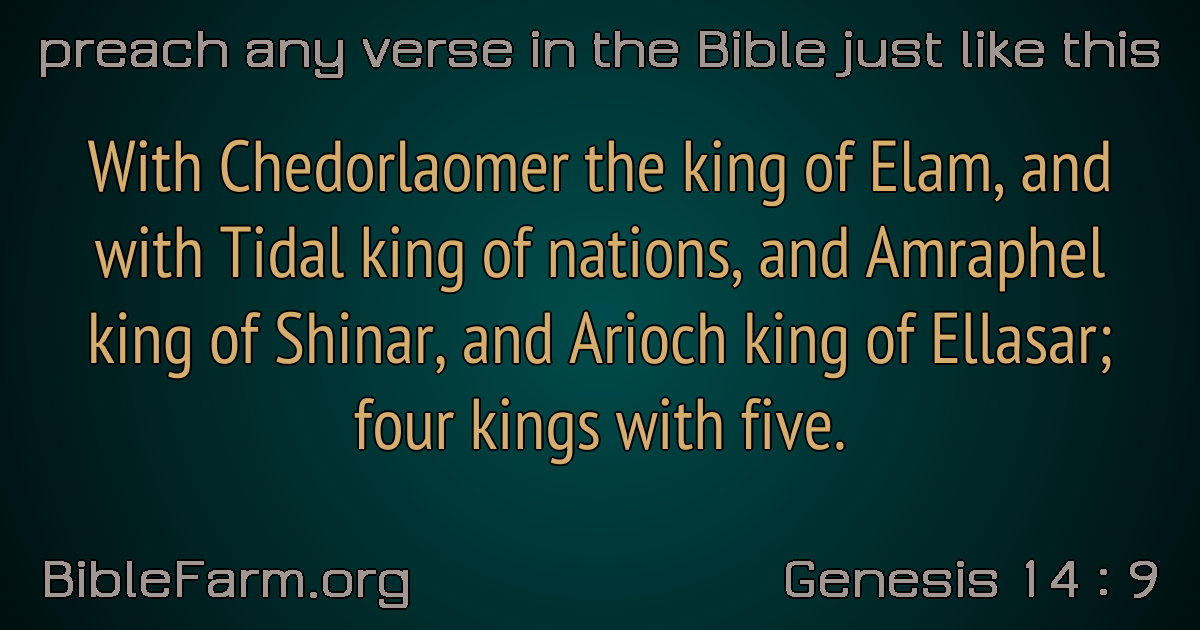 preach any verse in the Bible just like this
With Chedorlaomer the king of Elam, and
with Tidal king of nations, and Amraphel
king of Shinar, and Arioch king of Ellasar;
four kings with five.
BibleFarm.org
Genesis 14 : 9